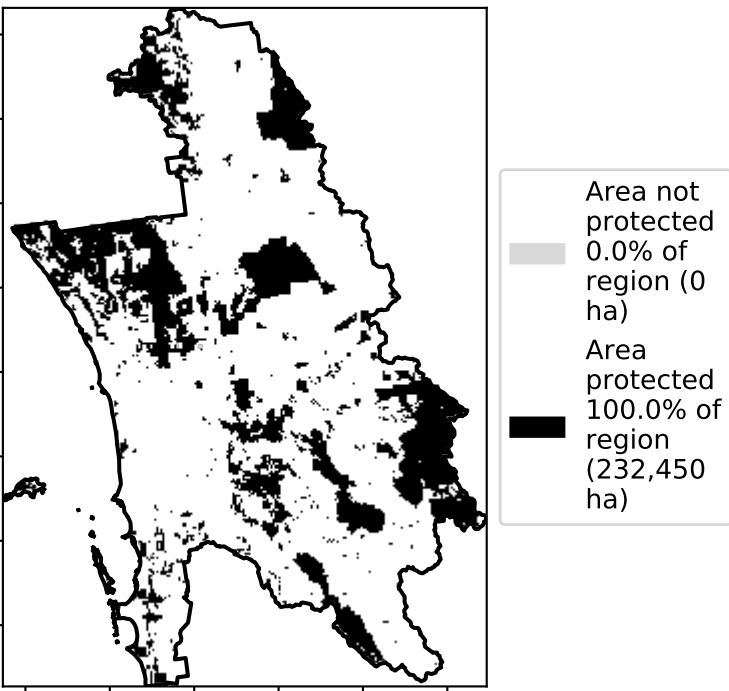 Area not
protected
0.0% of
region (0
ha)
Area
protected
100.0% of
region
(232,450
ha)